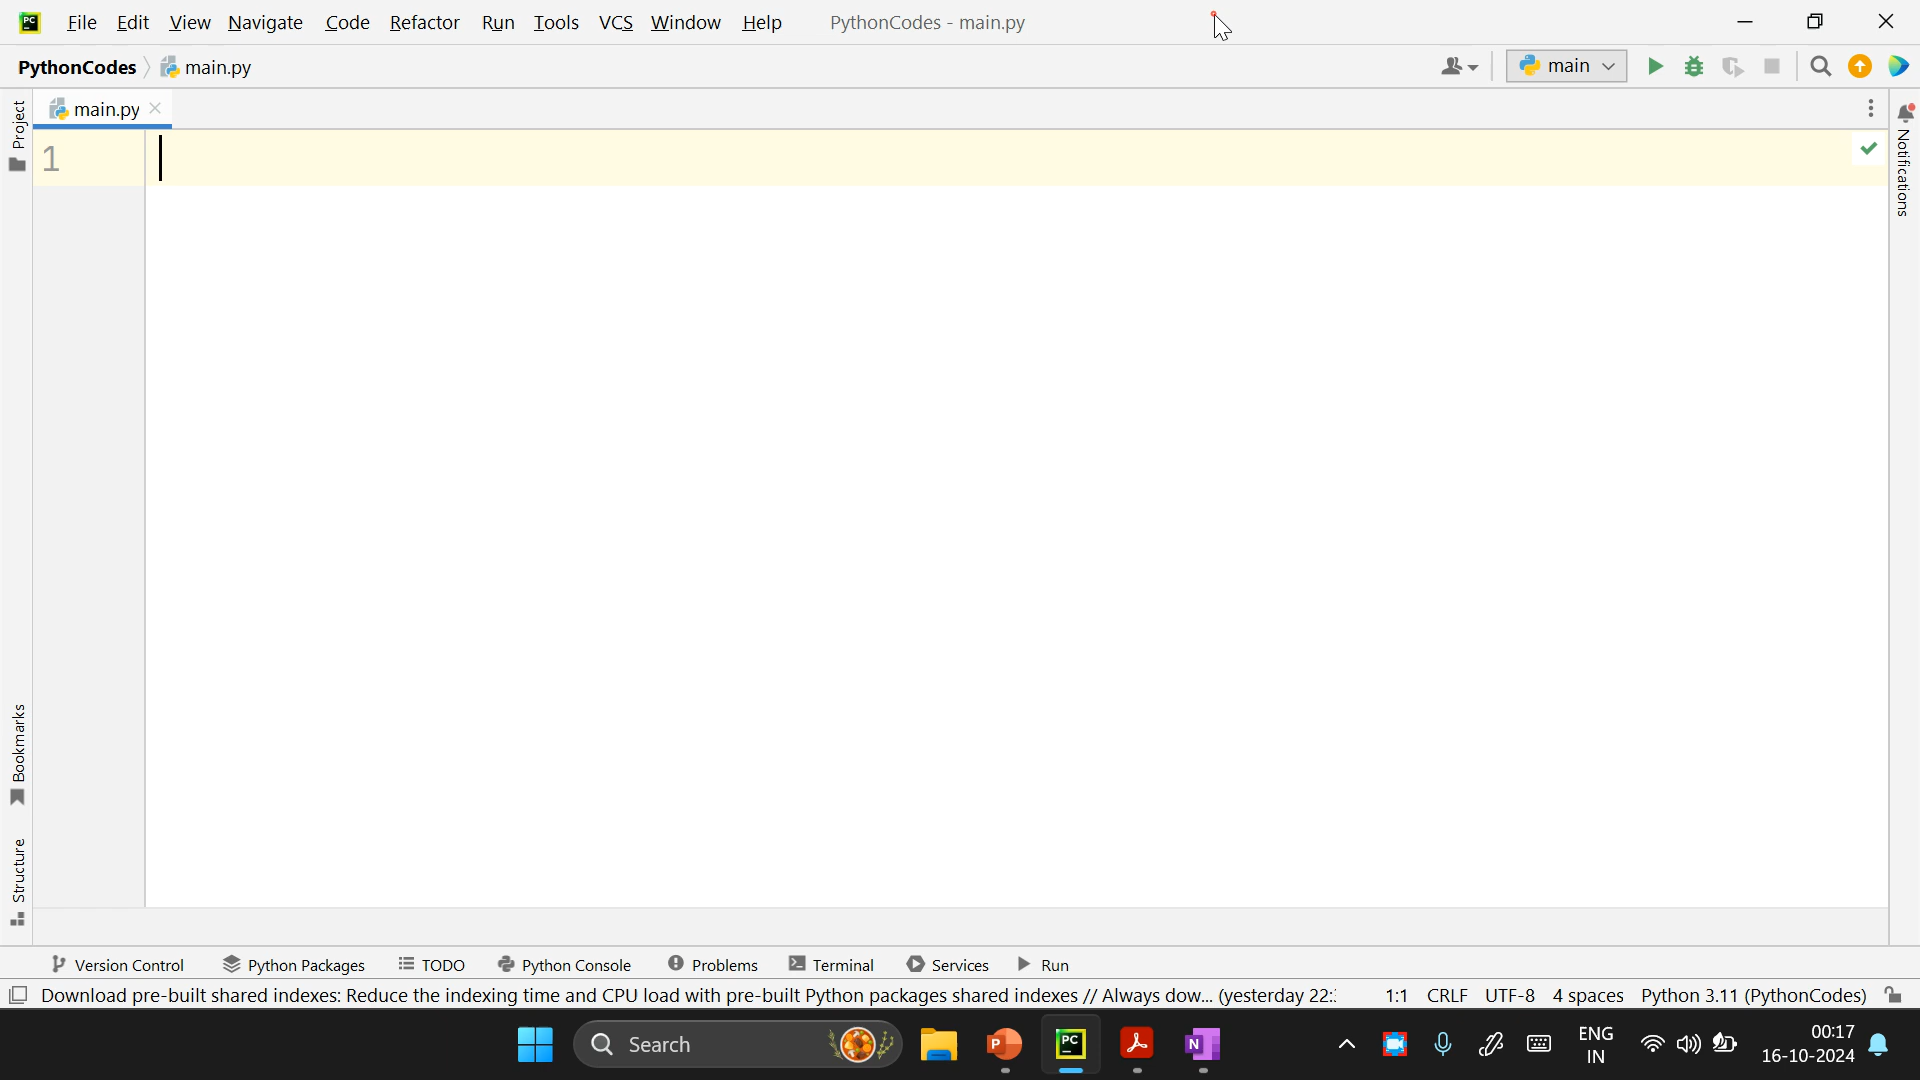 File Edit View Navigate Code Refactor Run Tools VCS Window Help PythonCodes - main.py
PythonCodes main.py main
main.py
Project
1
Notifications
Bookmarks
Structure
Version Control Python Packages TODO Python Console Problems Terminal Services Run
Download pre-built shared indexes: Reduce the indexing time and CPU load with pre-built Python packages shared indexes // Always dow... (yesterday 22: 1:1 CRLF UTF-8 4 spaces Python 3.11 (PythonCodes)
Search
ENG
IN
00:17
16-10-2024